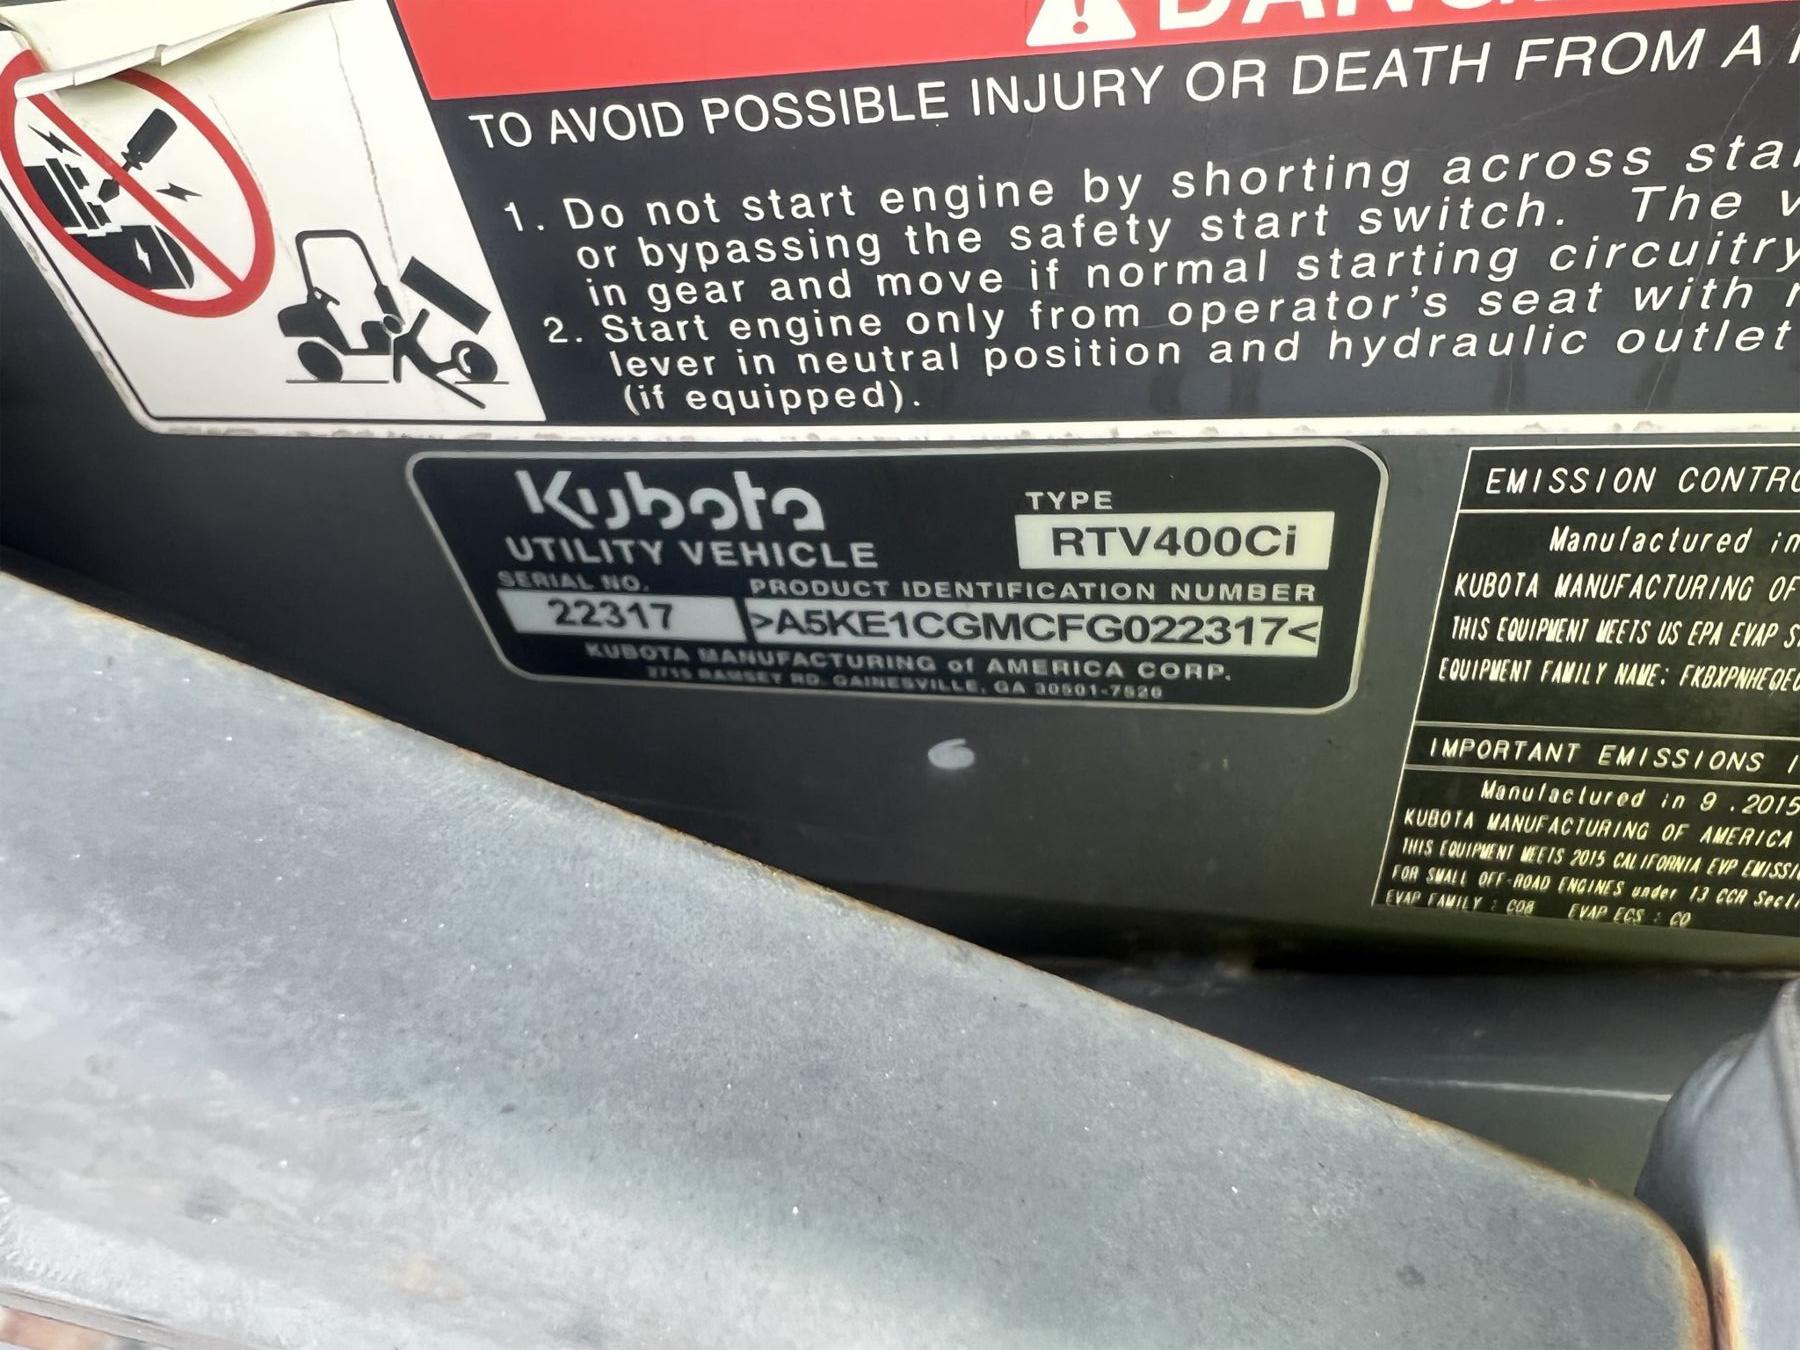 DANG
TO AVOID POSSIBLE INJURY OR DEATH FROM A
1. Do not start engine by shorting across star
or bypassing the safety start switch. The
in gear and move if normal starting circuitry
2. Start engine only from operator's seat with
lever in neutral position and hydraulic outlet
(if equipped).
Kubota
UTILITY VEHICLE
TYPE
RTV400Ci
SERIAL NO.
22317
PRODUCT IDENTIFICATION NUMBER
>A5KE1CGMCFG022317<
KUBOTA MANUFACTURING of AMERICA CORP.
2715 RAMSEY RD. GAINESVILLE, GA 30501-7526
EMISSION CONTRO
Manufactured in
KUBOTA MANUFACTURING OF
THIS EQUIPMENT MEETS US EPA EVAP
EQUIPMENT FAMILY NAME: FKBXPNHEQEC
IMPORTANT EMISSIONS I
Manufactured in 9 . 2015
KUBOTA MANUFACTURING OF AMERICA
THIS EQUIPMENT MEETS 2015 CALIFORNIA EVP EMISSI
FOR SMALL OFF-ROAD ENGINES under 13 CCR Secti
EVAP FAMILY : C08 EVAP ECS : CO